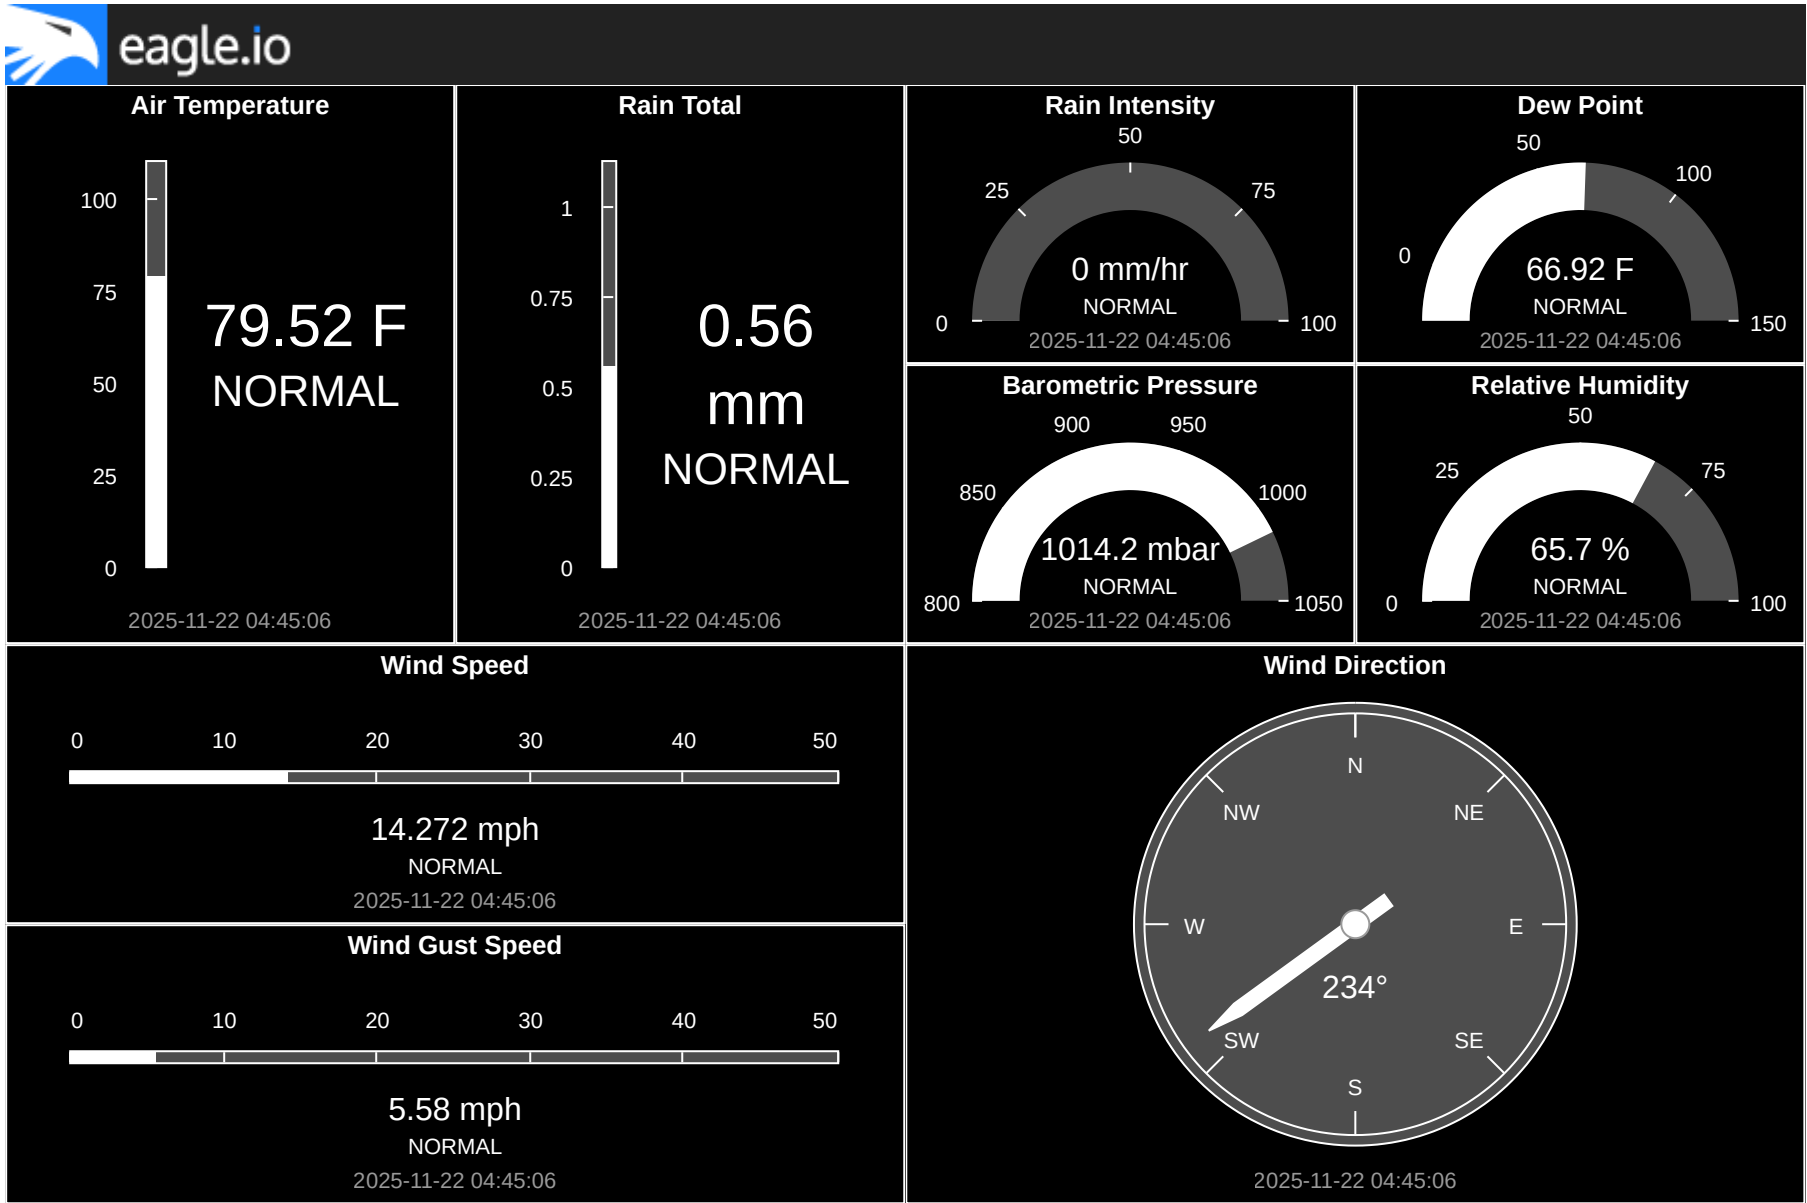 eagle.io
Air Temperature
100
75
50
25
0
79.52 F
NORMAL
2025-11-22 04:45:06
Rain Total
1
0.75
0.5
0.25
0
0.56
mm
NORMAL
2025-11-22 04:45:06
Rain Intensity
0
25
50
75
100
0 mm/hr
NORMAL
2025-11-22 04:45:06
Dew Point
0
50
100
150
66.92 F
NORMAL
2025-11-22 04:45:06
Barometric Pressure
800
850
900
950
1000
1050
1014.2 mbar
NORMAL
2025-11-22 04:45:06
Relative Humidity
0
25
50
75
100
65.7 %
NORMAL
2025-11-22 04:45:06
Wind Speed
0 10 20 30 40 50
14.272 mph
NORMAL
2025-11-22 04:45:06
Wind Gust Speed
0 10 20 30 40 50
5.58 mph
NORMAL
2025-11-22 04:45:06
Wind Direction
N
NW NE
W E
234°
SW SE
S
2025-11-22 04:45:06